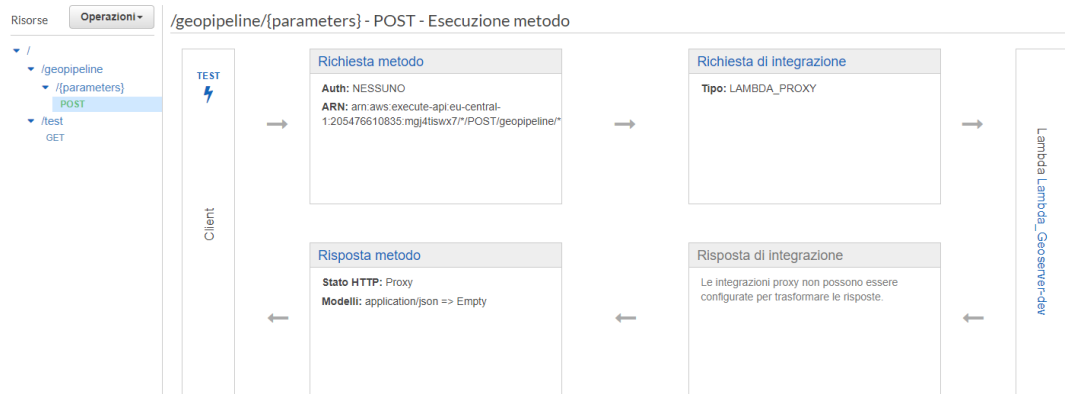 Risorse
Operazioni
/geopipeline/{parameters} - POST - Esecuzione metodo
/
/geopipeline
/{parameters}
POST
/test
GET
TEST
Client
Richiesta metodo
Auth: NESSUNO
ARN: arn:aws:execute-api:eu-central-
1:205476610835:mgj4tiswx7/*/POST/geopipeline/*
Richiesta di integrazione
Tipo: LAMBDA_PROXY
Risposta metodo
Stato HTTP: Proxy
Modelli: application/json => Empty
Risposta di integrazione
Le integrazioni proxy non possono essere
configurate per trasformare le risposte.
Lambda Lambda_Geoserver-dev